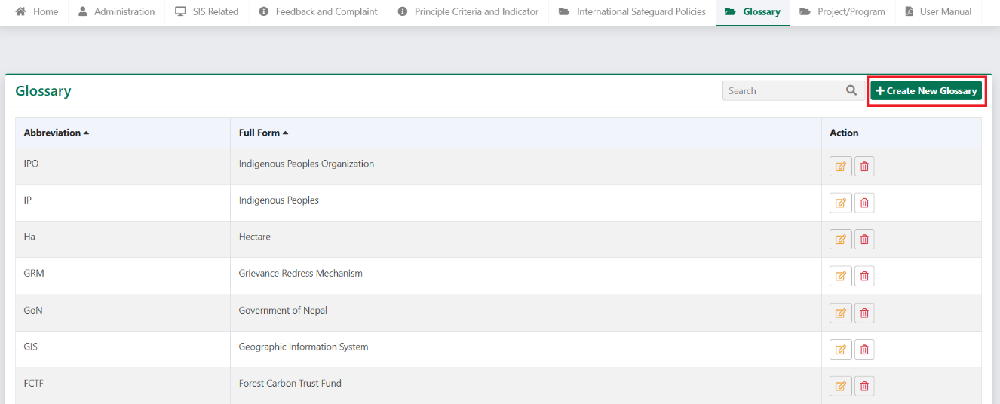 Home Administration SIS Related Feedback and Complaint Principle Criteria and Indicator International Safeguard Policies Glossary Project/Program User Manual
Glossary Search + Create New Glossary
Abbreviation Full Form Action
IPO Indigenous Peoples Organization
IP Indigenous Peoples
Ha Hectare
GRM Grievance Redress Mechanism
GoN Government of Nepal
GIS Geographic Information System
FCTF Forest Carbon Trust Fund